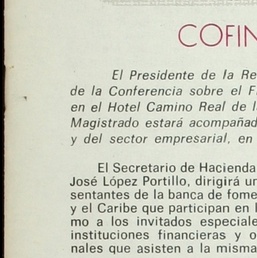 COFIN
El Presidente de la Re
de la Conferencia sobre el F
en el Hotel Camino Real de l
Magistrado estará acompañad
y del sector empresarial, en
El Secretario de Hacienda
José López Portillo, dirigirá u
sentantes de la banca de fome
y el Caribe que participan en l
mo a los invitados especiale
instituciones financieras y o
nales que asisten a la misma